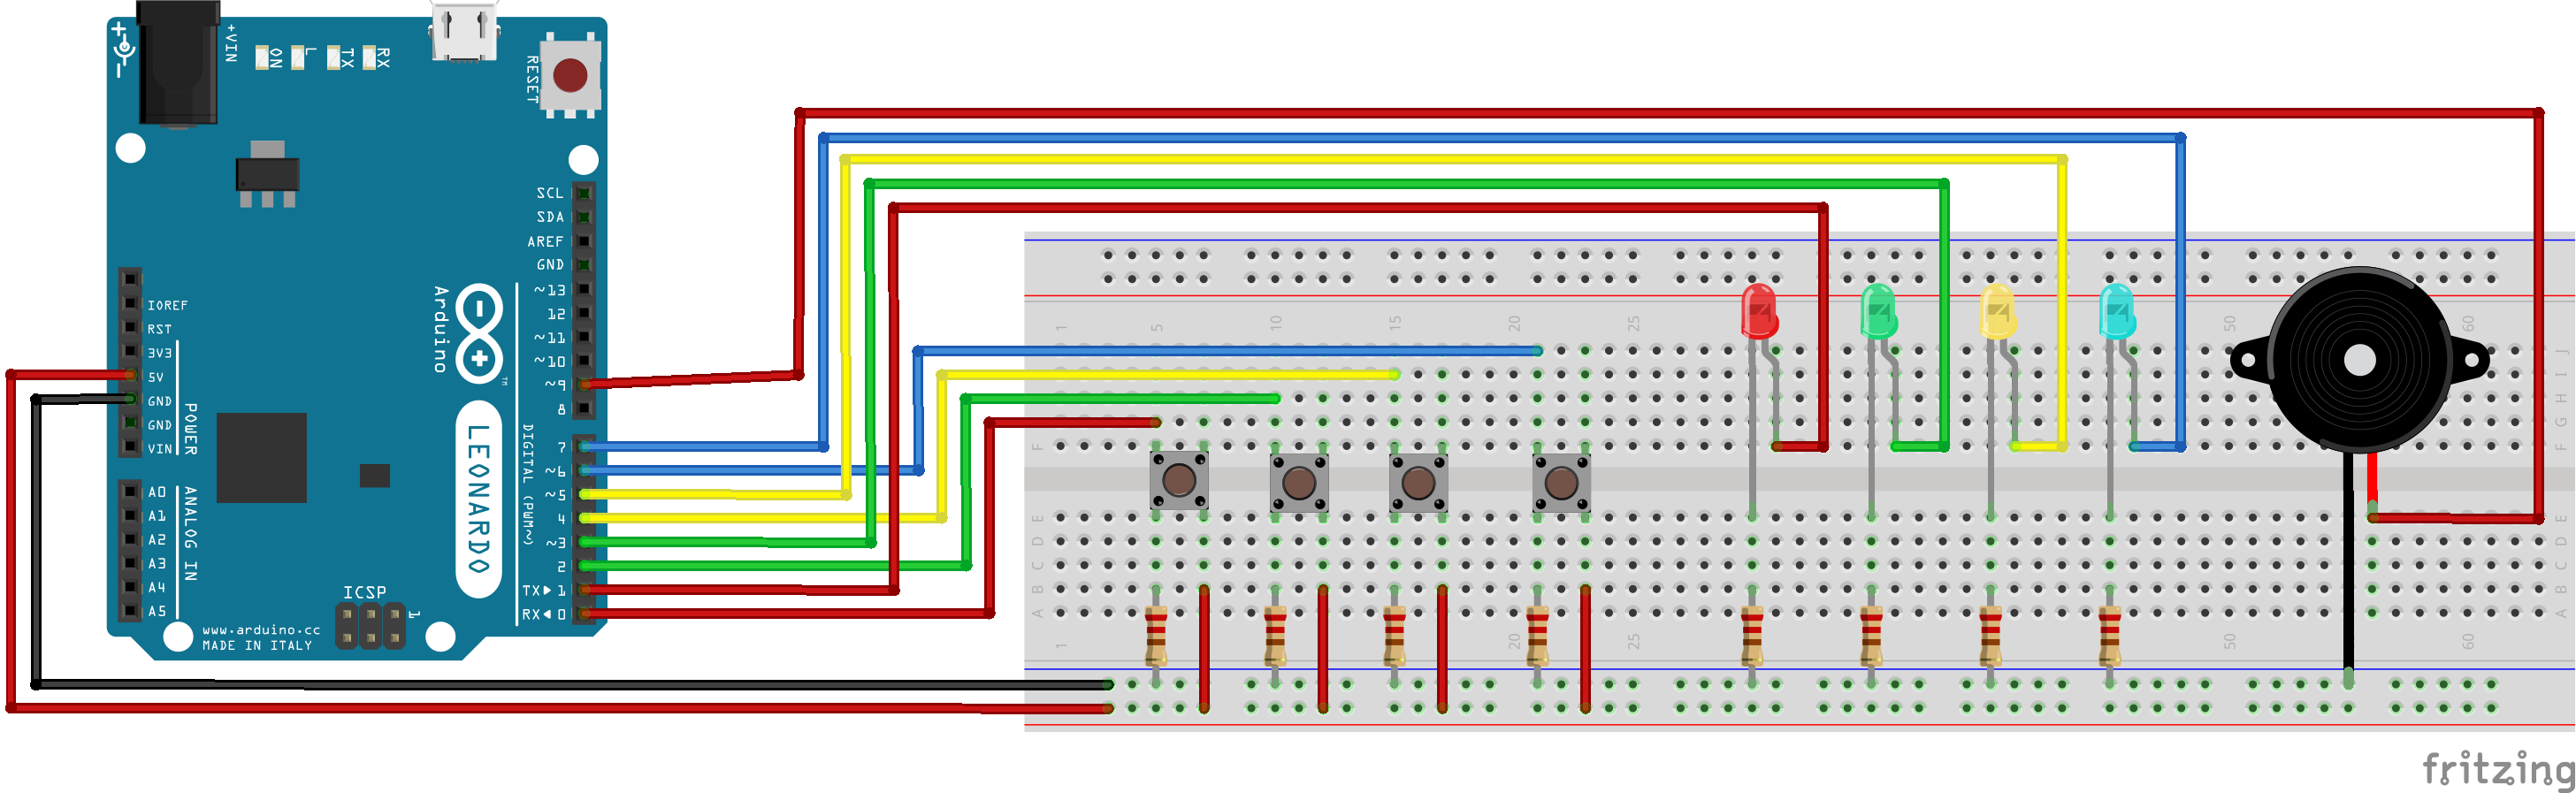 +VIN
ON
L
TX
RX
RESET
SCL
SDA
AREF
GND
~13
12
~11
~10
~9
8
7
~6
~5
4
~3
2
TX▶ 1
RX◀ 0
DIGITAL (PWM~)
Arduino
TM
LEONARDO
IOREF
RST
3V3
5V
GND
GND
VIN
POWER
A0
A1
A2
A3
A4
A5
ANALOG IN
ICSP
1
www.arduino.cc
MADE IN ITALY
1
5
10
15
20
25
50
60
J
I
H
G
F
F
E
D
C
B
A
E
D
C
B
A
1
20
25
50
60
fritzing